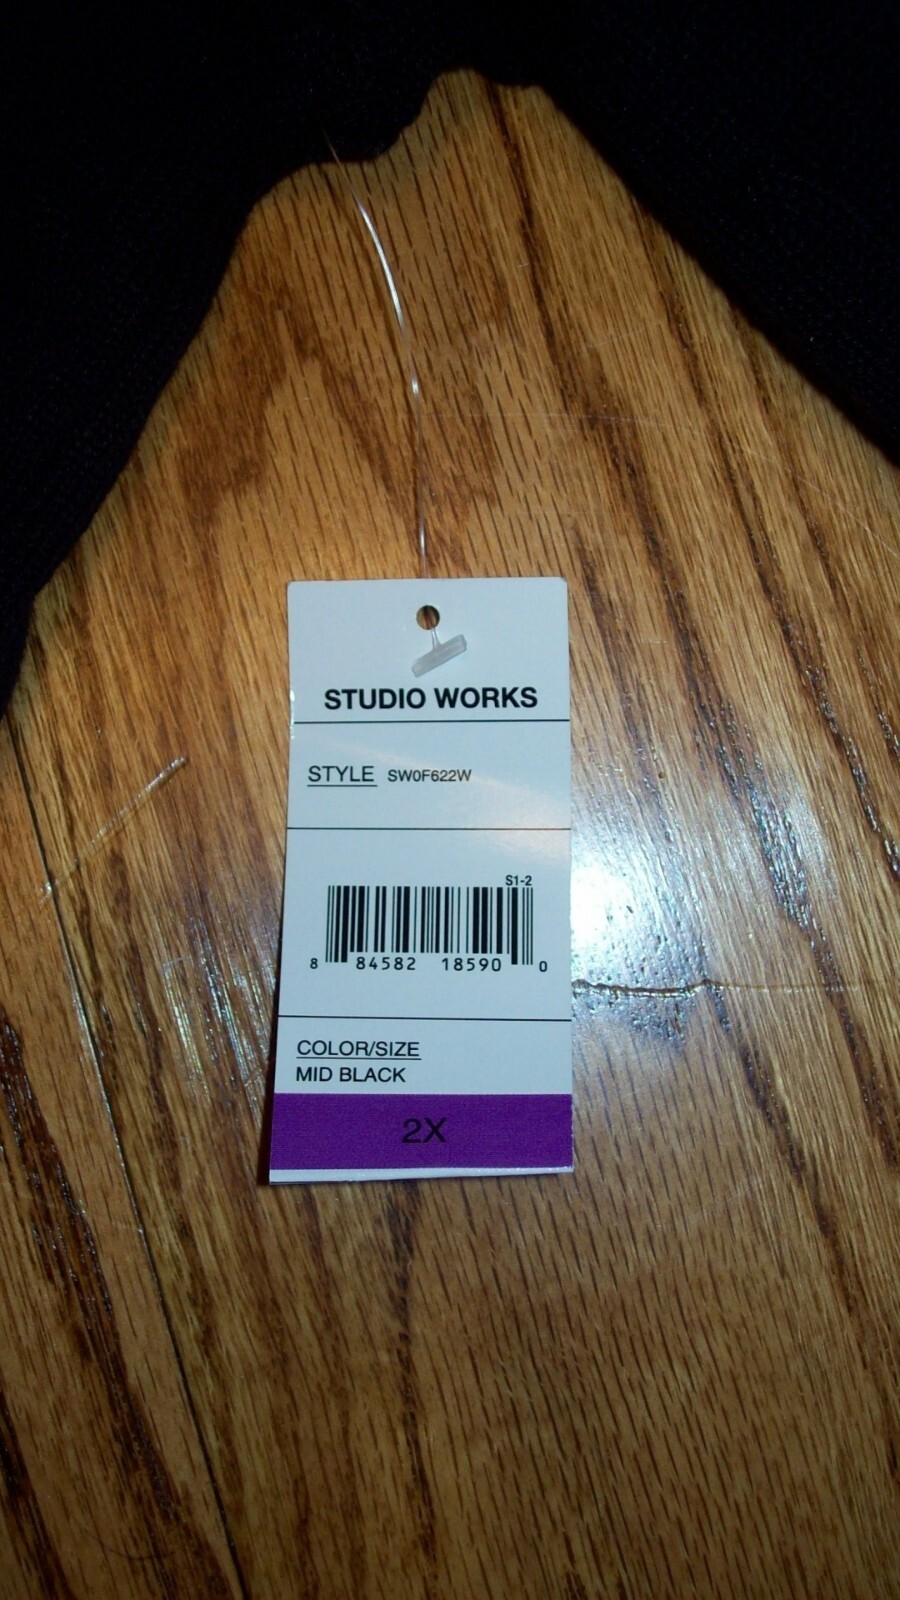 STUDIO WORKS
STYLE SW0F622W
S1-2
8 84582 18590 0
COLOR/SIZE
MID BLACK
2X